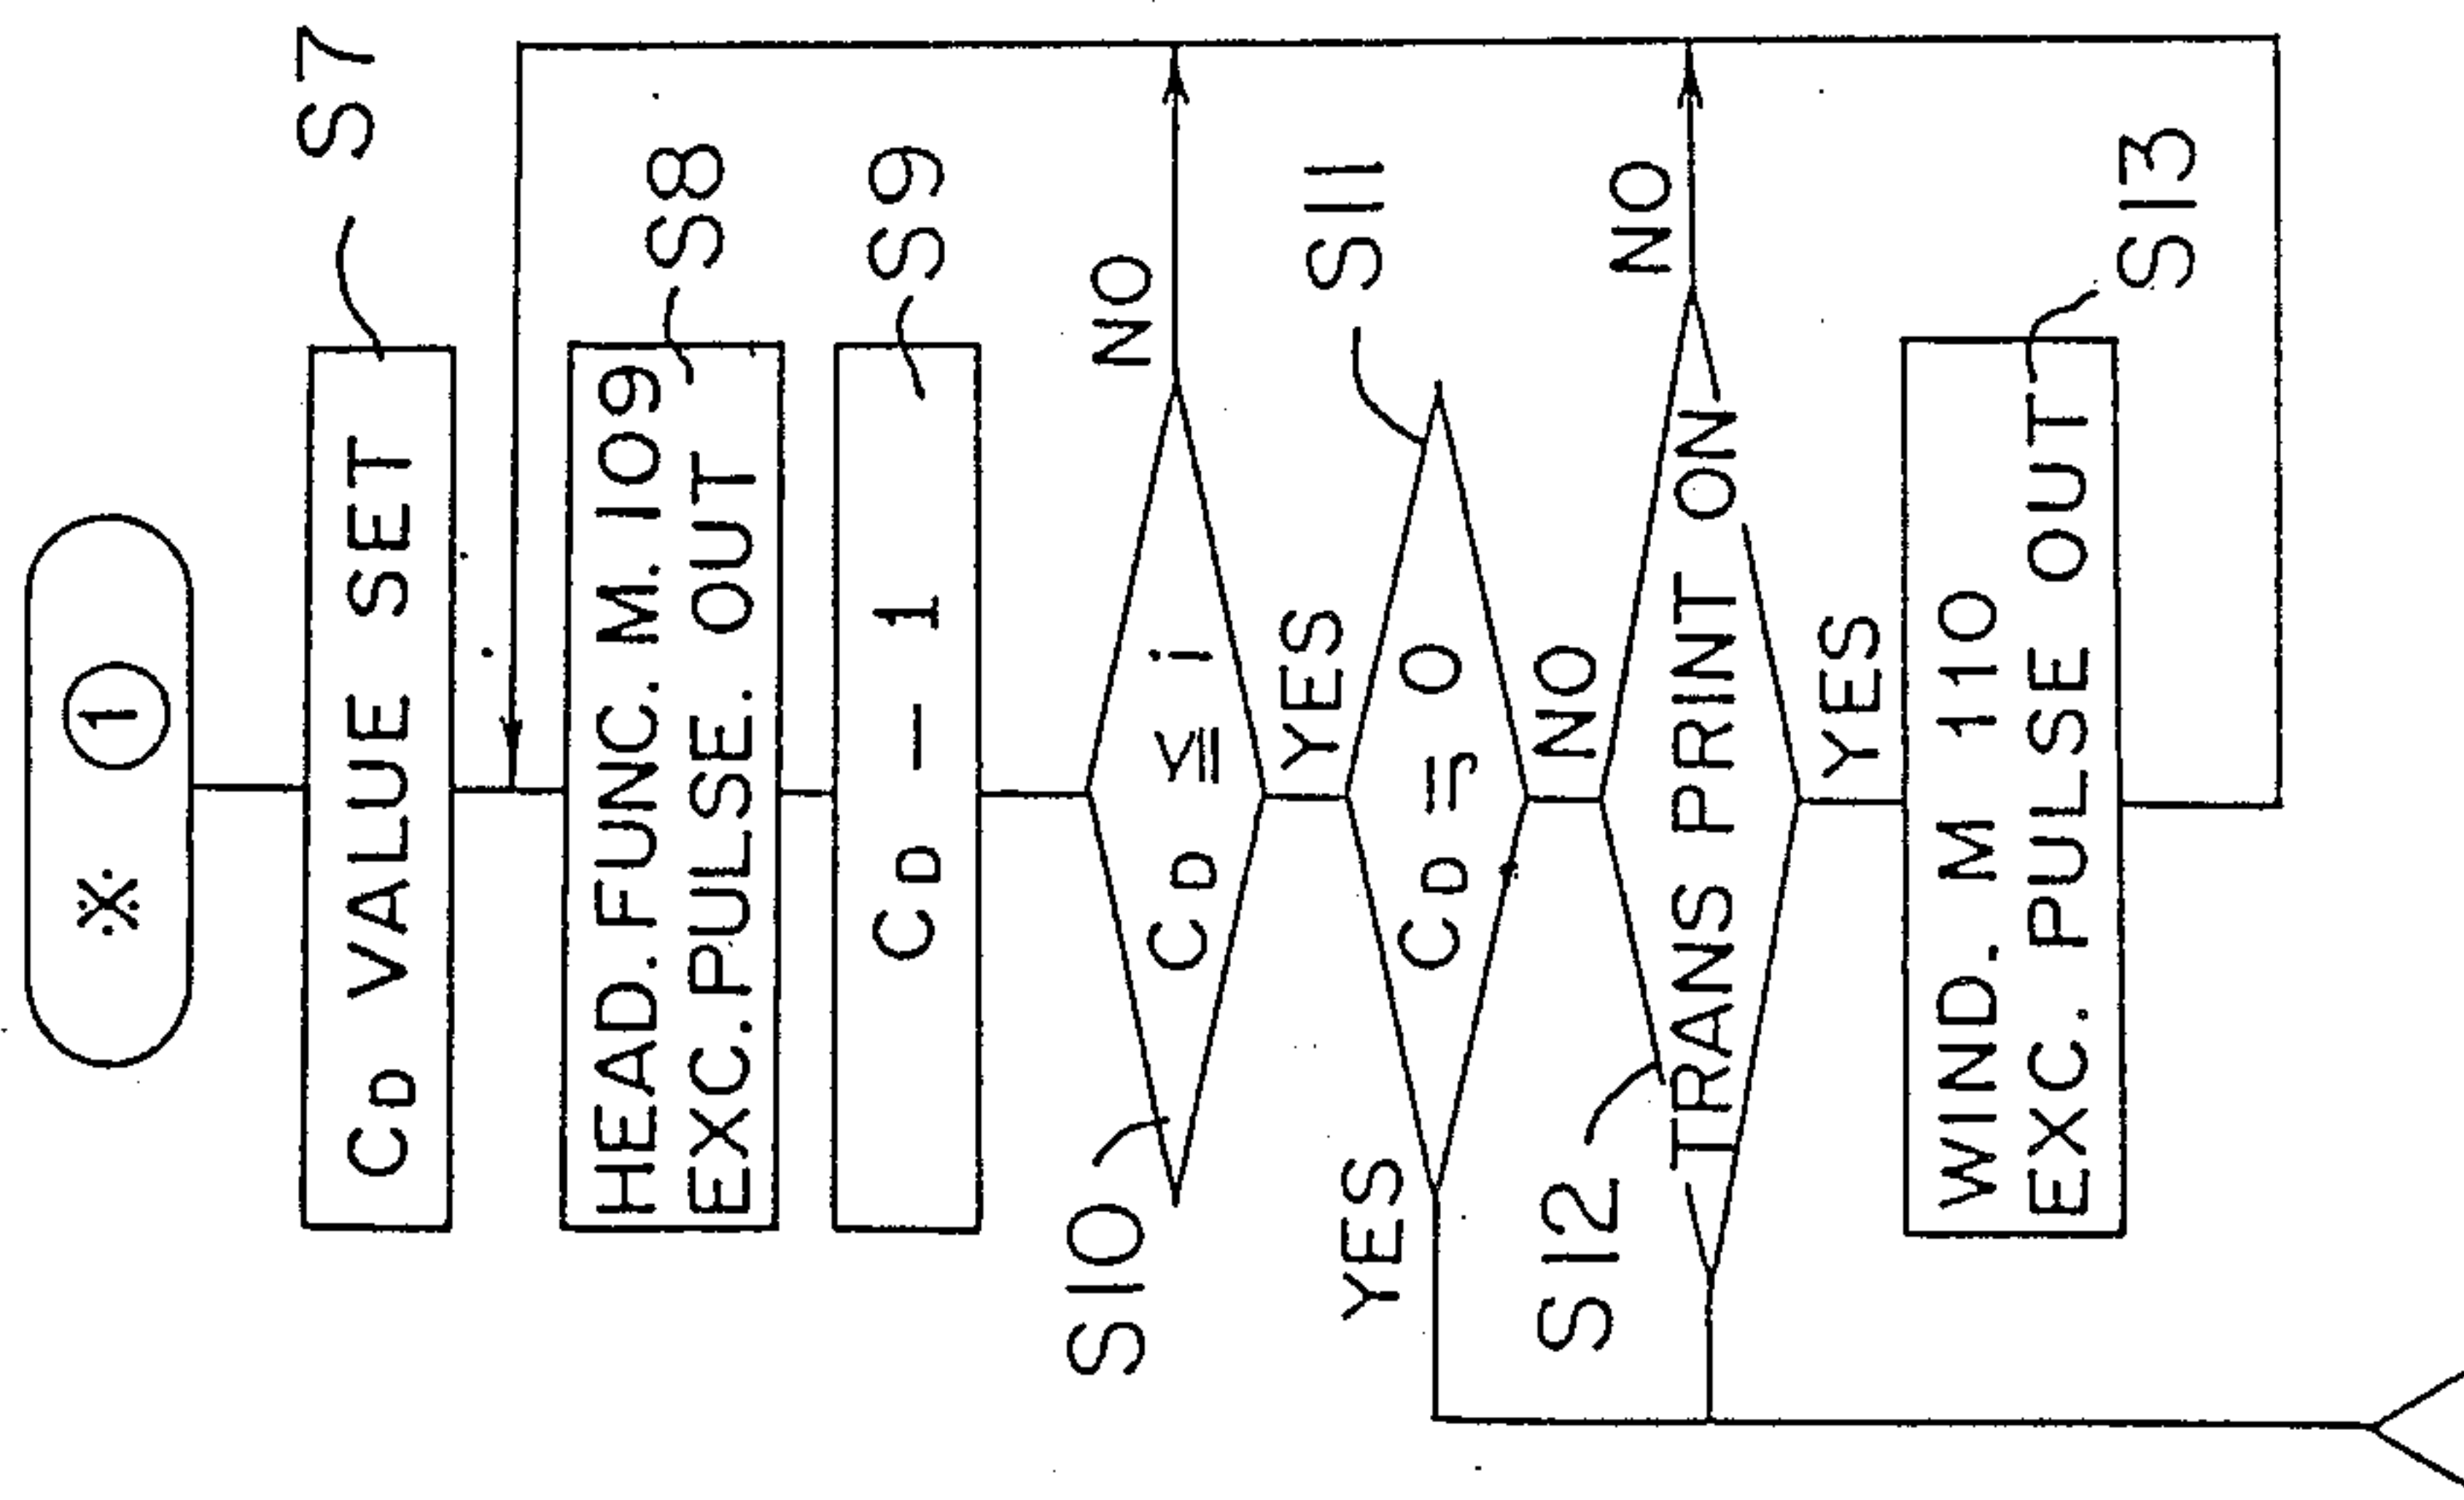 ※ ①
S7
CD VALUE SET
HEAD. FUNC. M. 109
EXC. PULSE. OUT
S8
CD — 1
S9
S10
CD ≦ i
NO
YES
S11
CD = 0
YES
NO
S12
TRANS PRINT ON
NO
YES
WIND. M 110
EXC. PULSE OUT
S13